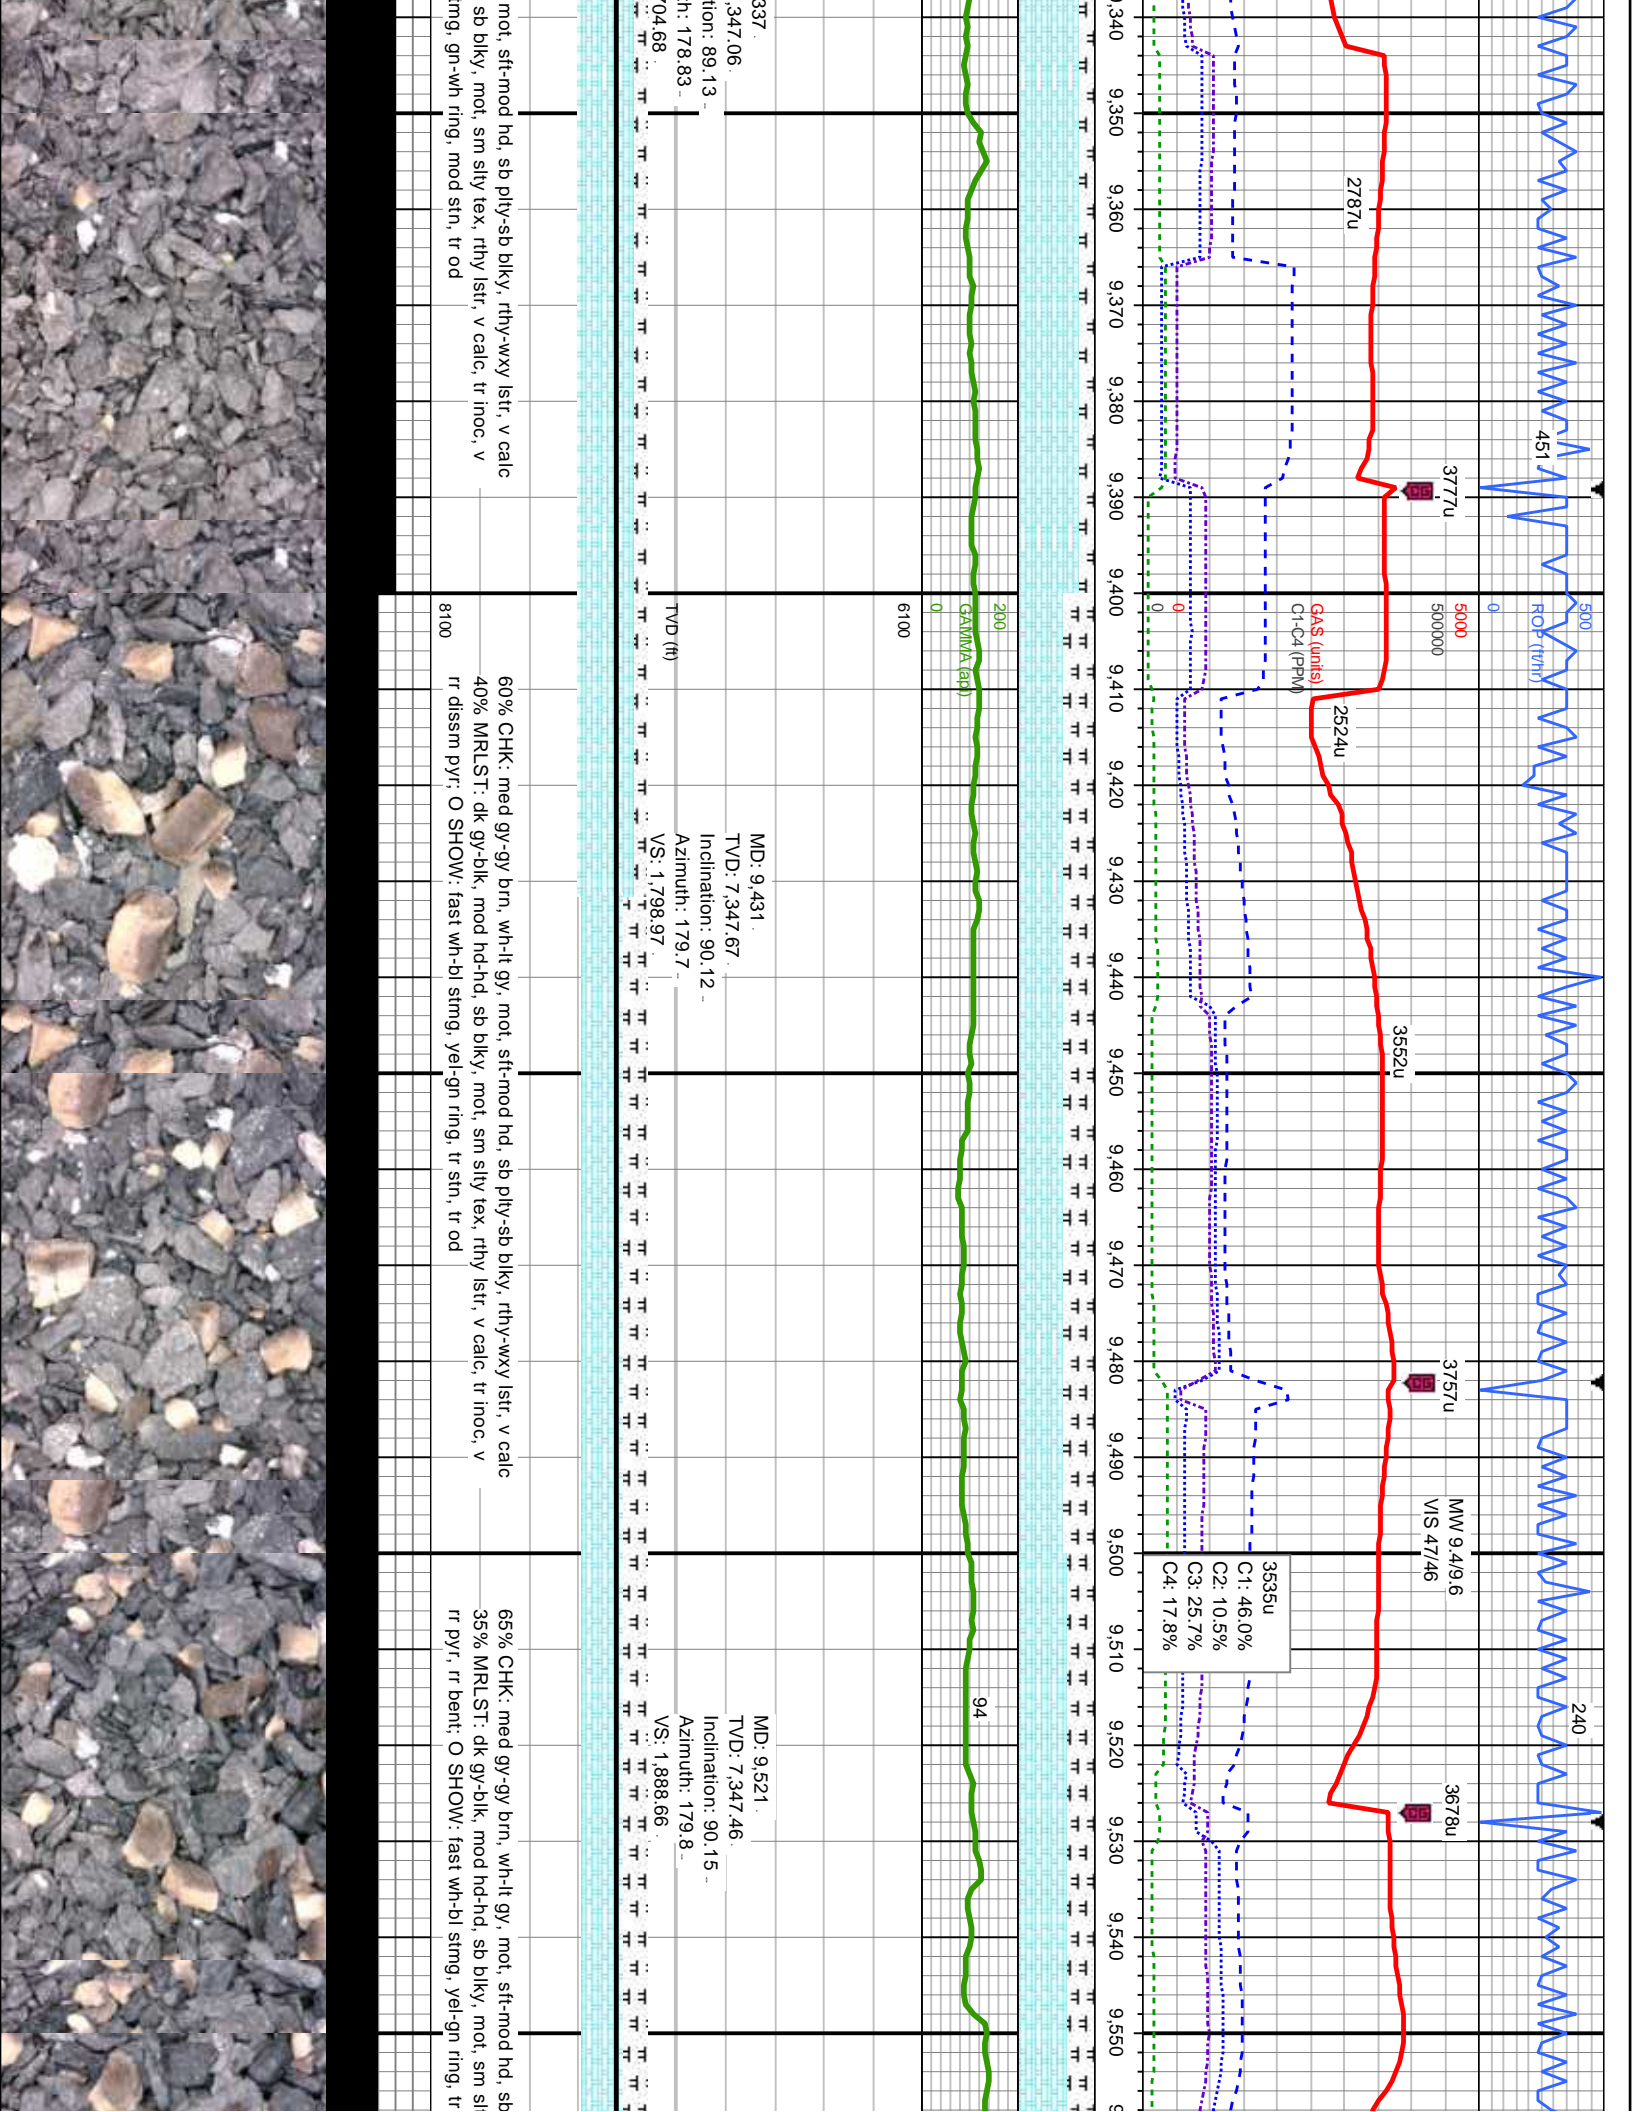 500
ROP (ft/hr)
0
451
240
5000
500000
GAS (units)
C1-C4 (PPM)
0
0
2787u
3777u
CG
2524u
3552u
3757u
CG
MW 9.4/9.6
VIS 47/46
3535u
C1: 46.0%
C2: 10.5%
C3: 25.7%
C4: 17.8%
3678u
CG
9,340
9,350
9,360
9,370
9,380
9,390
9,400
9,410
9,420
9,430
9,440
9,450
9,460
9,470
9,480
9,490
9,500
9,510
9,520
9,530
9,540
9,550
200
GAMMA (api)
0
94
6100
TVD (ft)
8100
337
,347.06
tion: 89.13
th: 178.83
704.68
MD: 9,431
TVD: 7,347.67
Inclination: 90.12
Azimuth: 179.7
VS: 1,798.97
MD: 9,521
TVD: 7,347.46
Inclination: 90.15
Azimuth: 179.8
VS: 1,888.66
mot, sft-mod hd, sb plty-sb blky, rthy-wxy lstr, v calc
sb blky, mot, sm slty tex, rthy lstr, v calc, tr inoc, v
tmg, gn-wh ring, mod stn, tr od
60% CHK: med gy-gy brn, wh-lt gy, mot, sft-mod hd, sb plty-sb blky, rthy-wxy lstr, v calc
40% MRLST: dk gy-blk, mod hd-hd, sb blky, mot, sm slty tex, rthy lstr, v calc, tr inoc, v
rr dissm pyr; O SHOW: fast wh-bl stmg, yel-gn ring, tr stn, tr od
65% CHK: med gy-gy brn, wh-lt gy, mot, sft-mod hd, sb
35% MRLST: dk gy-blk, mod hd-hd, sb blky, mot, sm sl
rr pyr, rr bent; O SHOW: fast wh-bl stmg, yel-gn ring, tr